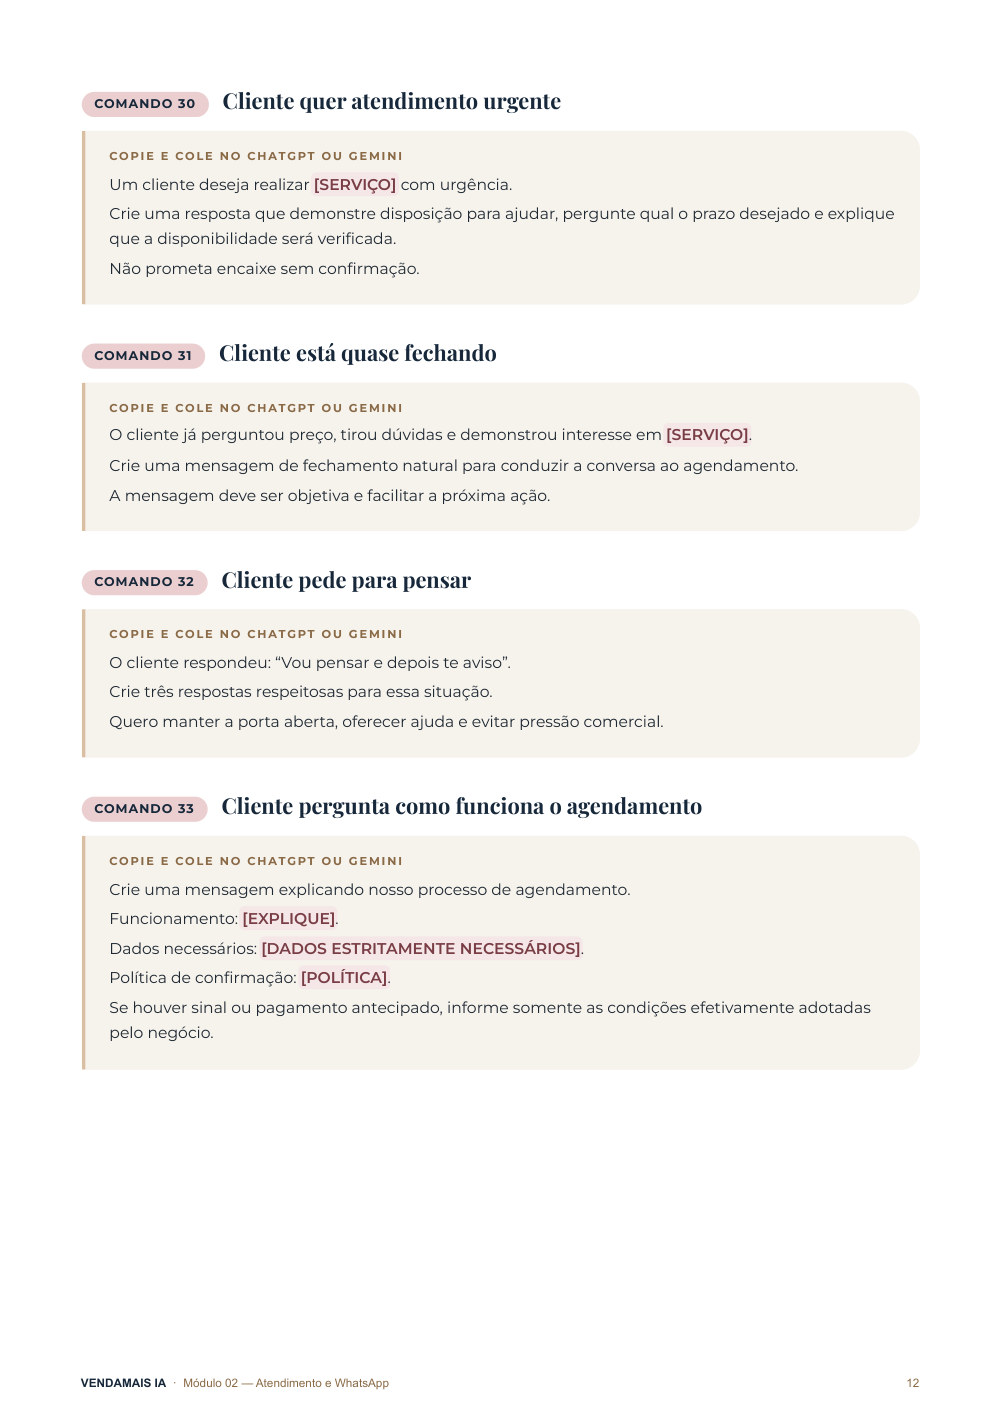 COMANDO 30 Cliente quer atendimento urgente
COPIE E COLE NO CHATGPT OU GEMINI
Um cliente deseja realizar [SERVIÇO] com urgência.
Crie uma resposta que demonstre disposição para ajudar, pergunte qual o prazo desejado e explique
que a disponibilidade será verificada.
Não prometa encaixe sem confirmação.
COMANDO 31 Cliente está quase fechando
COPIE E COLE NO CHATGPT OU GEMINI
O cliente já perguntou preço, tirou dúvidas e demonstrou interesse em [SERVIÇO].
Crie uma mensagem de fechamento natural para conduzir a conversa ao agendamento.
A mensagem deve ser objetiva e facilitar a próxima ação.
COMANDO 32 Cliente pede para pensar
COPIE E COLE NO CHATGPT OU GEMINI
O cliente respondeu: “Vou pensar e depois te aviso”.
Crie três respostas respeitosas para essa situação.
Quero manter a porta aberta, oferecer ajuda e evitar pressão comercial.
COMANDO 33 Cliente pergunta como funciona o agendamento
COPIE E COLE NO CHATGPT OU GEMINI
Crie uma mensagem explicando nosso processo de agendamento.
Funcionamento: [EXPLIQUE].
Dados necessários: [DADOS ESTRITAMENTE NECESSÁRIOS].
Política de confirmação: [POLÍTICA].
Se houver sinal ou pagamento antecipado, informe somente as condições efetivamente adotadas
pelo negócio.
VENDAMAIS IA · Módulo 02 — Atendimento e WhatsApp 12